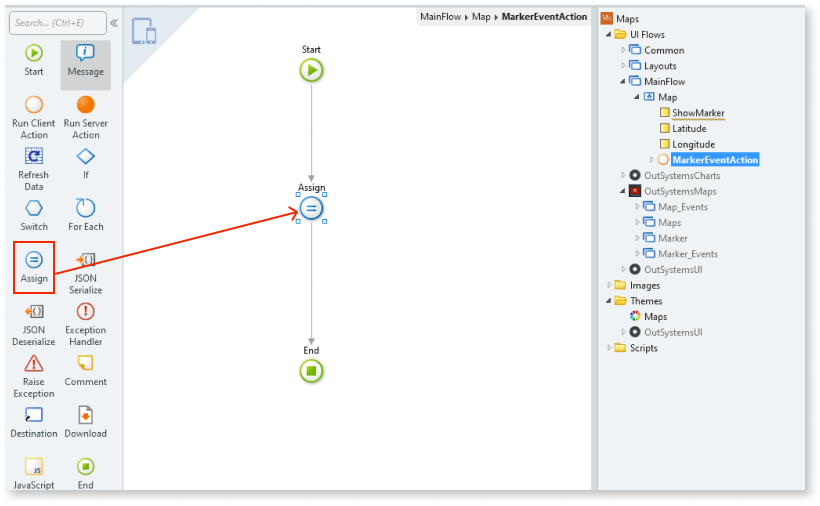 Search... (Ctrl+E)
Start
Message
Run Client
Action
Run Server
Action
Refresh
Data
If
Switch
For Each
Assign
JSON
Serialize
JSON
Deserialize
Exception
Handler
Raise
Exception
Comment
Destination
Download
JS
JavaScript
End
MainFlow
Map
MarkerEventAction
Start
Assign
End
Maps
UI Flows
Common
Layouts
MainFlow
Map
ShowMarker
Latitude
Longitude
MarkerEventAction
OutSystemsCharts
OutSystemsMaps
Map_Events
Maps
Marker
Marker_Events
OutSystemsUI
Images
Themes
Maps
OutSystemsUI
Scripts